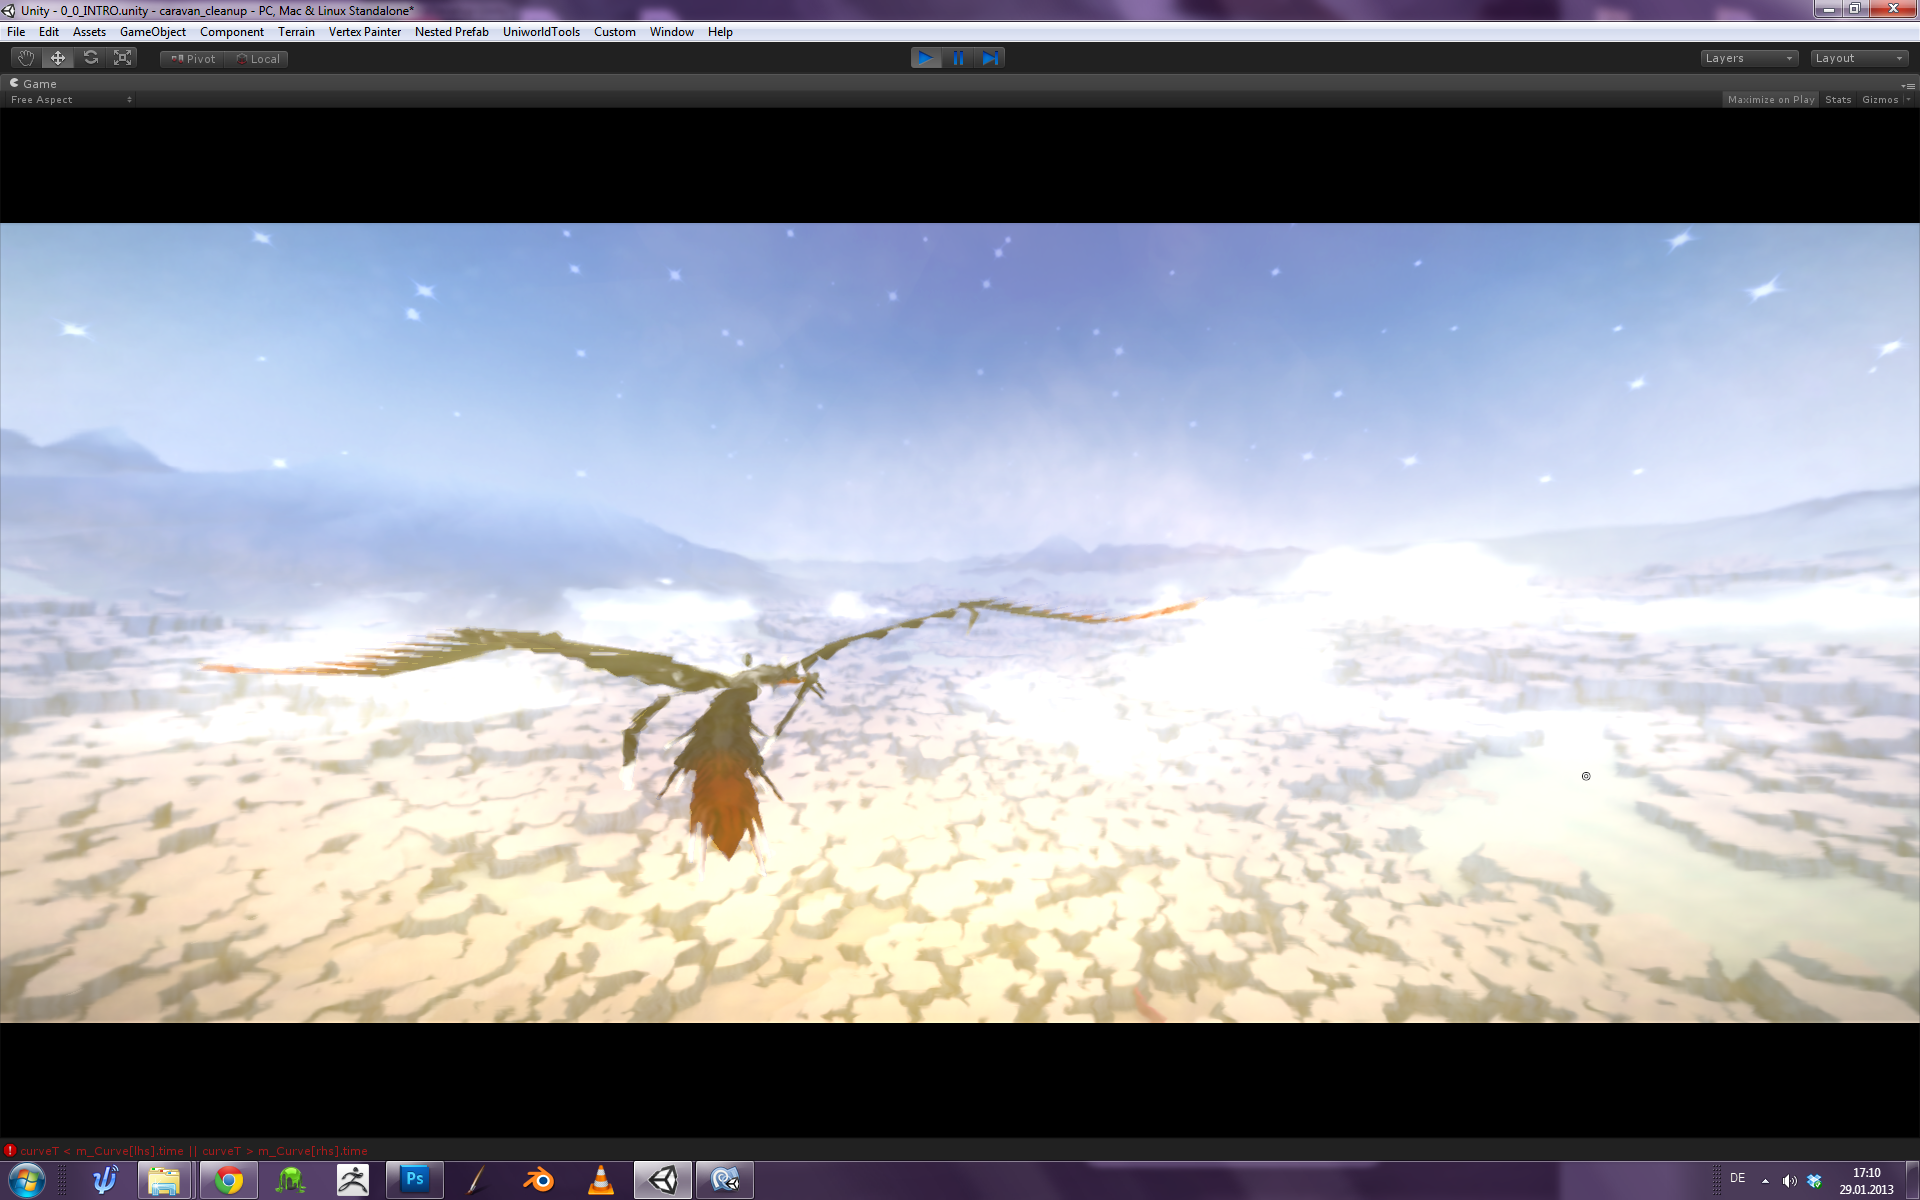 Unity - 0_0_INTRO.unity - caravan_cleanup - PC, Mac & Linux Standalone*
File Edit Assets GameObject Component Terrain Vertex Painter Nested Prefab UniworldTools Custom Window Help
Pivot Local Layers Layout
Game
Free Aspect Maximize on Play Stats Gizmos
curveT < m_Curve[lhs].time || curveT > m_Curve[rhs].time
Ps DE 17:10
29.01.2013